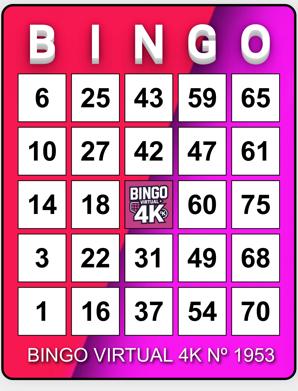 B I N G O
6 25 43 59 65
10 27 42 47 61
14 18 BINGO VIRTUAL 4K 60 75
3 22 31 49 68
1 16 37 54 70
BINGO VIRTUAL 4K Nº 1953